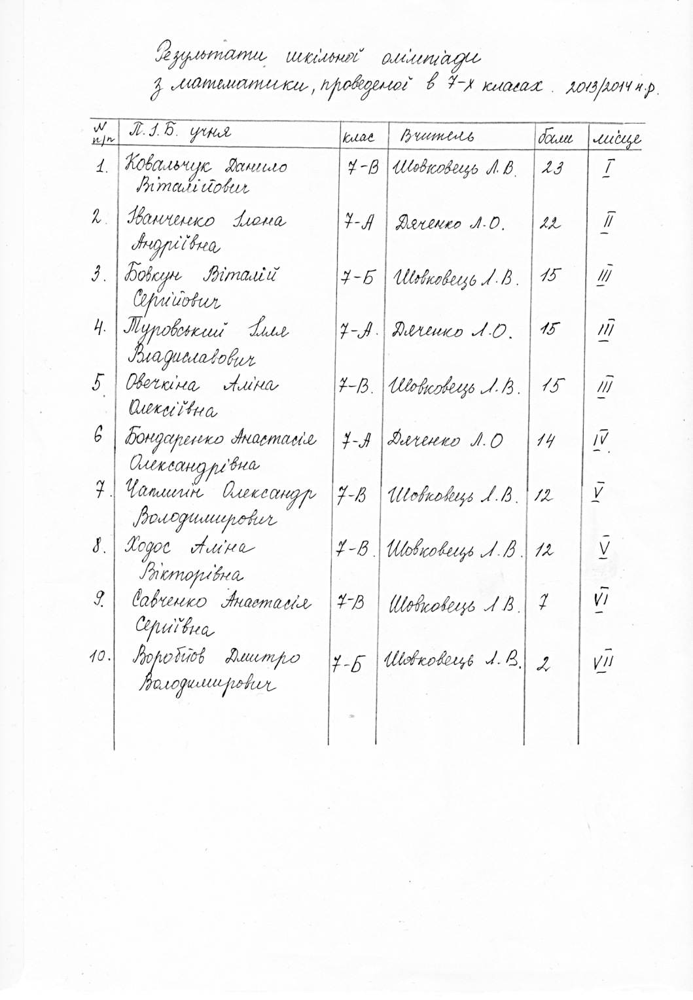 Результати шкільної олімпіади
з математики, проведеної в 7-х класах. 2013/2014 н.р.
N п/п П.І.Б. учня клас Вчитель бали місце
1. Ковальчук Данило 7-В Шовковець Л.В. 23 I
Віталійович
2. Іванченко Ілона 7-А Дяченко Л.О. 22 II
Андріївна
3. Бовкун Віталій 7-Б Шовковець Л.В. 15 III
Сергійович
4. Туровський Ілля 7-А. Дяченко Л.О. 15 III
Владиславович
5. Овечкіна Аліна 7-В. Шовковець Л.В. 15 III
Олексіївна
6 Бондаренко Анастасія 7-А Дяченко Л.О 14 IV.
Олександрівна
7. Чаплигін Олександр 7-В Шовковець Л.В. 12 V
Володимирович
8. Ходос Аліна 7-В. Шовковець Л.В. 12 V
Вікторівна
9. Савченко Анастасія 7-В Шовковець Л В. 7 VI
Сергіївна
10. Воробйов Дмитро 7-Б Шовковець Л.В. 2 VII
Володимирович